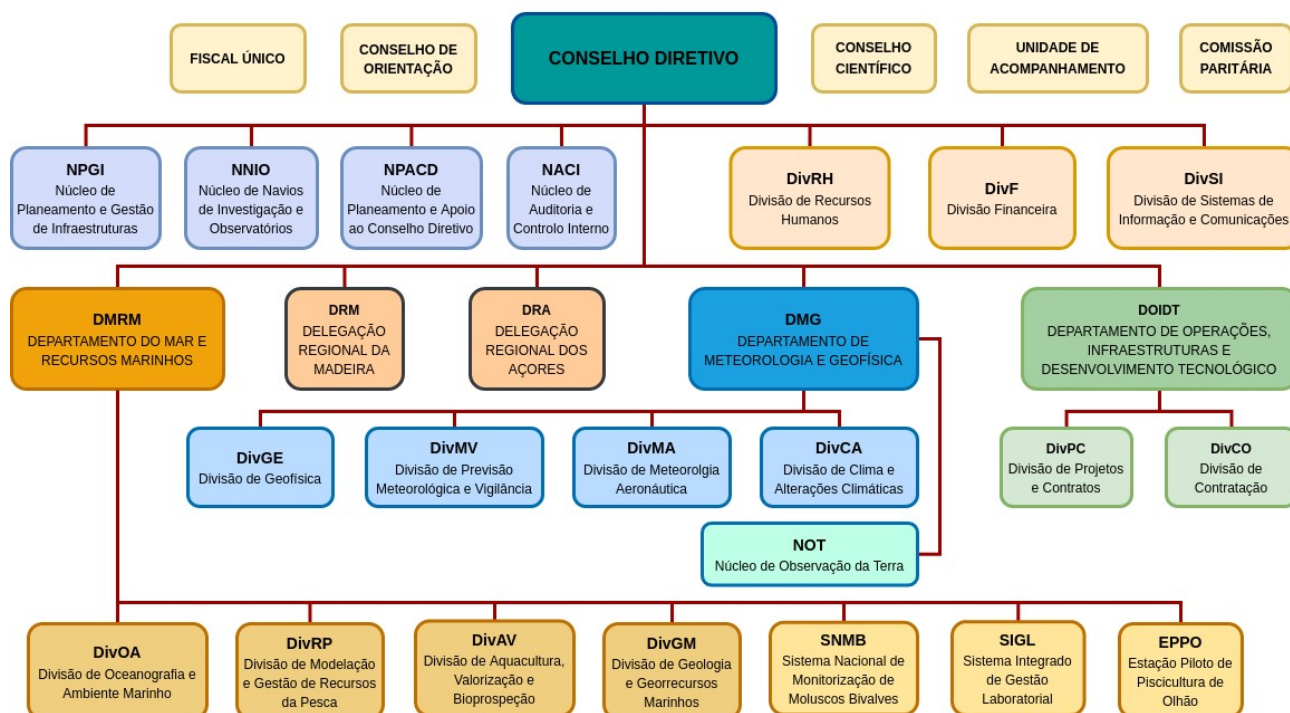 FISCAL ÚNICO
CONSELHO DE
ORIENTAÇÃO
CONSELHO DIRETIVO
CONSELHO
CIENTÍFICO
UNIDADE DE
ACOMPANHAMENTO
COMISSÃO
PARITÁRIA
NPGI
Núcleo de
Planeamento e Gestão
de Infraestruturas
NNIO
Núcleo de Navios
de Investigação e
Observatórios
NPACD
Núcleo de
Planeamento e Apoio
ao Conselho Diretivo
NACI
Núcleo de
Auditoria e
Controlo Interno
DivRH
Divisão de Recursos
Humanos
DivF
Divisão Financeira
DivSI
Divisão de Sistemas de
Informação e Comunicações
DMRM
DEPARTAMENTO DO MAR E
RECURSOS MARINHOS
DRM
DELEGAÇÃO
REGIONAL DA
MADEIRA
DRA
DELEGAÇÃO
REGIONAL DOS
AÇORES
DMG
DEPARTAMENTO DE
METEOROLOGIA E GEOFÍSICA
DOIDT
DEPARTAMENTO DE OPERAÇÕES,
INFRAESTRUTURAS E
DESENVOLVIMENTO TECNOLÓGICO
DivGE
Divisão de Geofísica
DivMV
Divisão de Previsão
Meteorológica e Vigilância
DivMA
Divisão de Meteorolgia
Aeronáutica
DivCA
Divisão de Clima e
Alterações Climáticas
DivPC
Divisão de Projetos
e Contratos
DivCO
Divisão de
Contratação
NOT
Núcleo de Observação da Terra
DivOA
Divisão de Oceanografia e
Ambiente Marinho
DivRP
Divisão de Modelação
e Gestão de Recursos
da Pesca
DivAV
Divisão de Aquacultura,
Valorização e
Bioprospeção
DivGM
Divisão de Geologia
e Georrecursos
Marinhos
SNMB
Sistema Nacional de
Monitorização de
Moluscos Bivalves
SIGL
Sistema Integrado
de Gestão
Laboratorial
EPPO
Estação Piloto de
Piscicultura de
Olhão